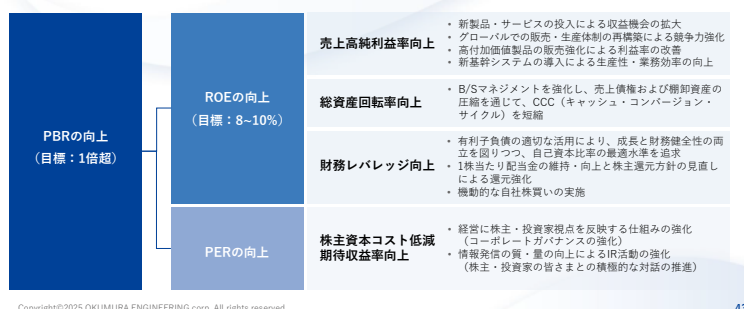 PBRの向上
（目標：1倍超）
ROEの向上
（目標：8~10%）
PERの向上
売上高純利益率向上
• 新製品・サービスの投入による収益機会の拡大
• グローバルでの販売・生産体制の再構築による競争力強化
• 高付加価値製品の販売強化による利益率の改善
• 新基幹システムの導入による生産性・業務効率の向上
総資産回転率向上
• B/Sマネジメントを強化し、売上債権および棚卸資産の
圧縮を通じて、CCC（キャッシュ・コンバージョン・
サイクル）を短縮
財務レバレッジ向上
• 有利子負債の適切な活用により、成長と財務健全性の両
立を図りつつ、自己資本比率の最適水準を追求
• 1株当たり配当金の維持・向上と株主還元方針の見直し
による還元強化
• 機動的な自社株買いの実施
株主資本コスト低減
期待収益率向上
• 経営に株主・投資家視点を反映する仕組みの強化
（コーポレートガバナンスの強化）
• 情報発信の質・量の向上によるIR活動の強化
（株主・投資家の皆さまとの積極的な対話の推進）
Copyright©2025 OKUMURA ENGINEERING corp. All rights reserved